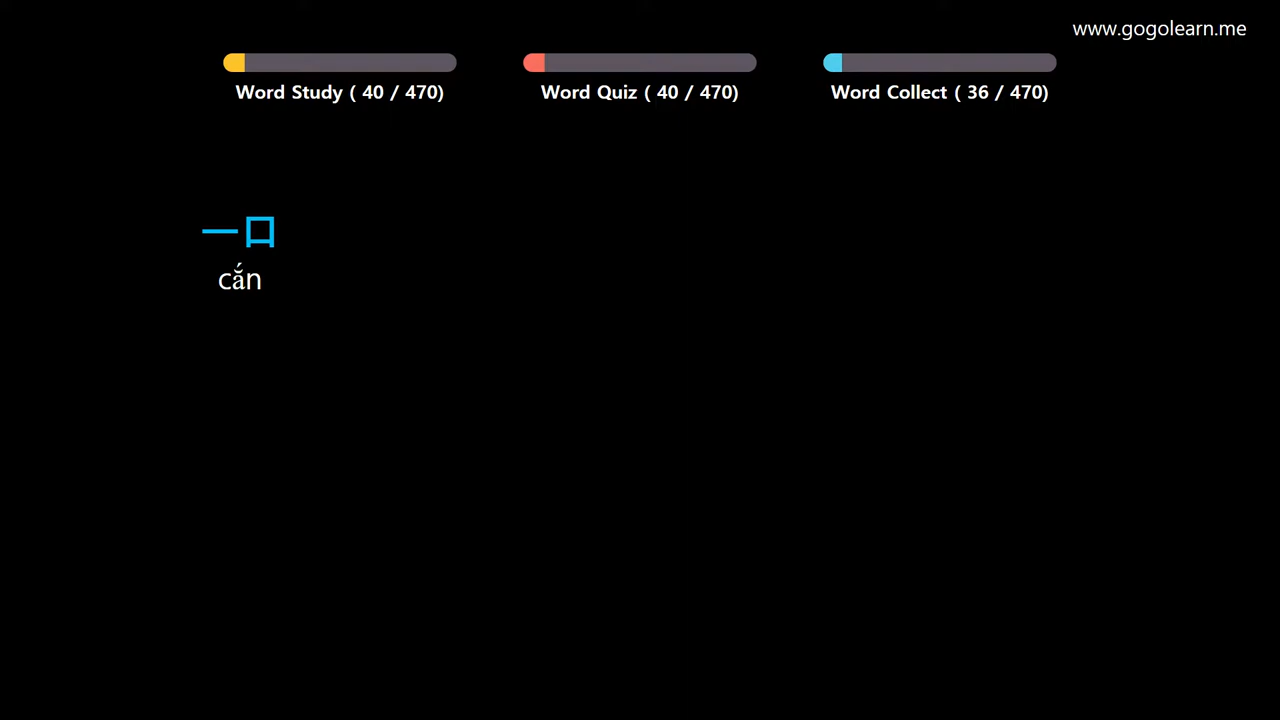 www.gogolearn.me
Word Study ( 40 / 470)
Word Quiz ( 40 / 470)
Word Collect ( 36 / 470)
一口
cắn